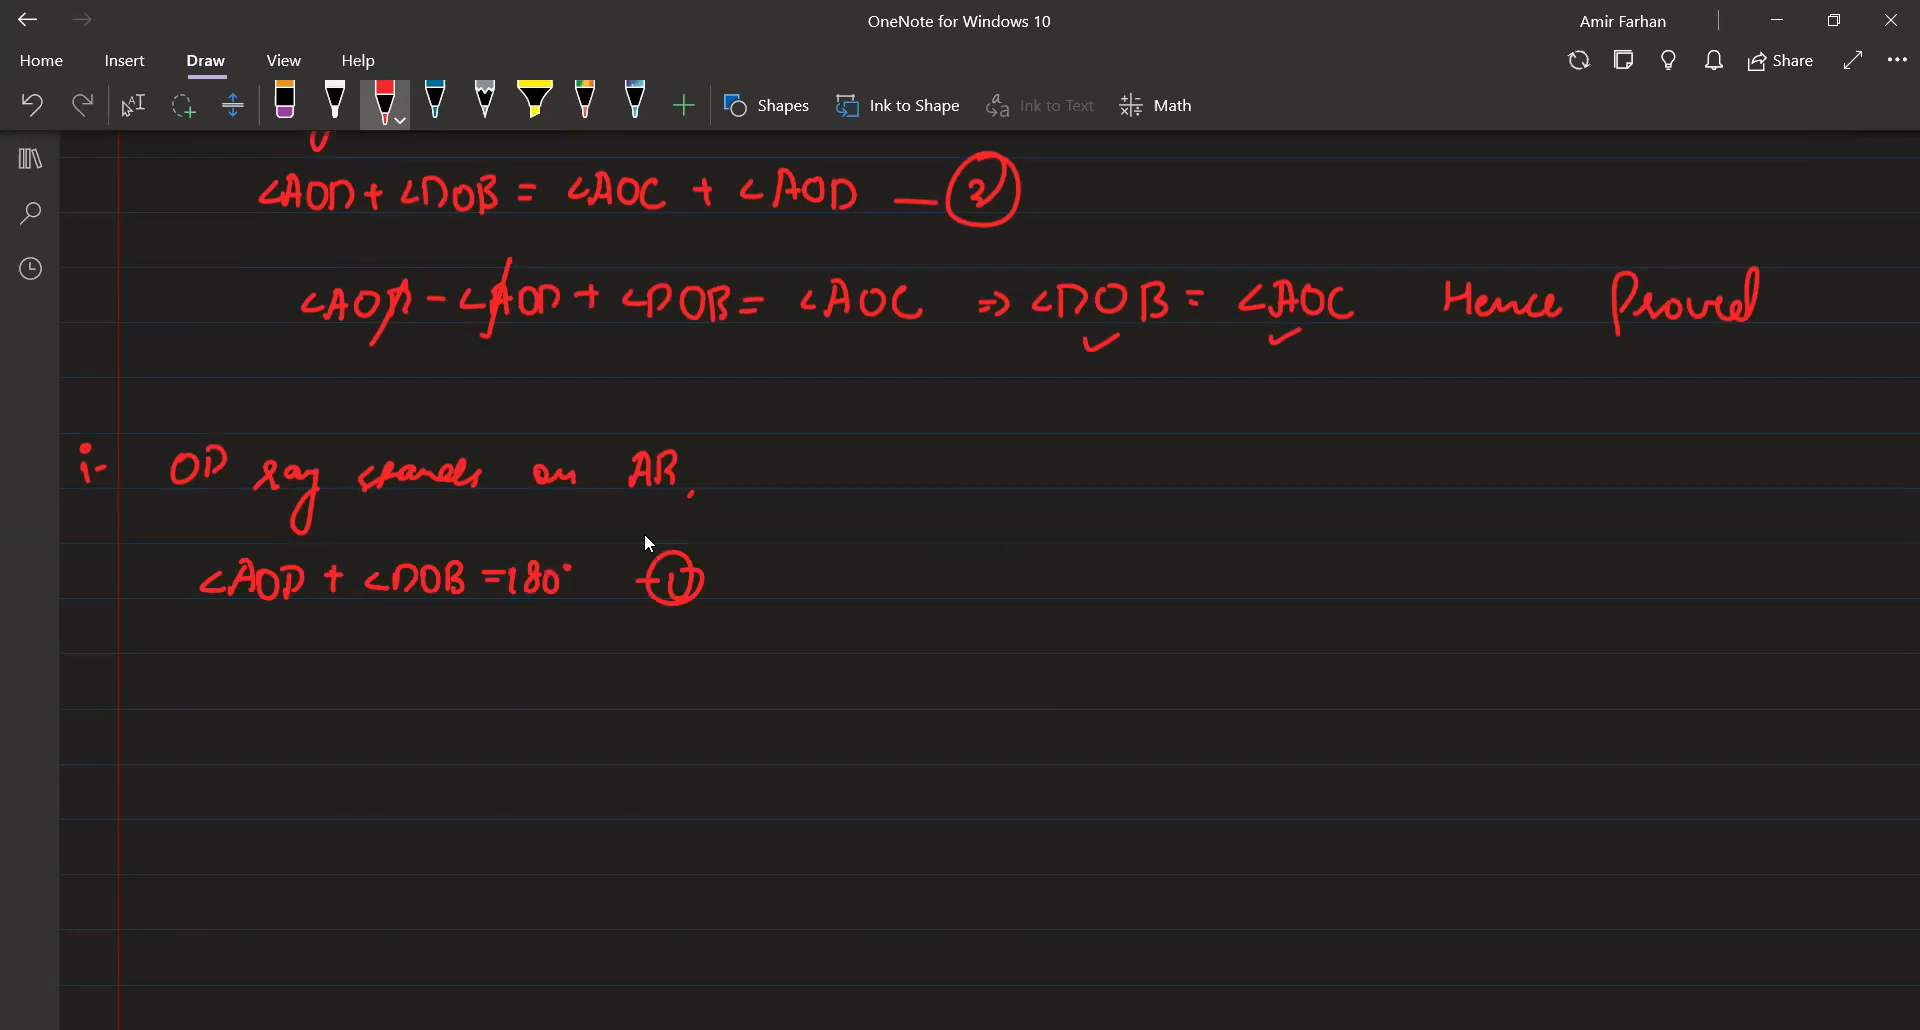 OneNote for Windows 10
Amir Farhan
Home Insert Draw View Help
Share
Shapes Ink to Shape Ink to Text Math
∠AOD + ∠DOB = ∠AOC + ∠AOD — ②
∠AOD - ∠AOD + ∠DOB = ∠AOC ⇒ ∠DOB = ∠AOC Hence Proved
i- OD ray stands on AB.
∠AOD + ∠DOB = 180° - ①